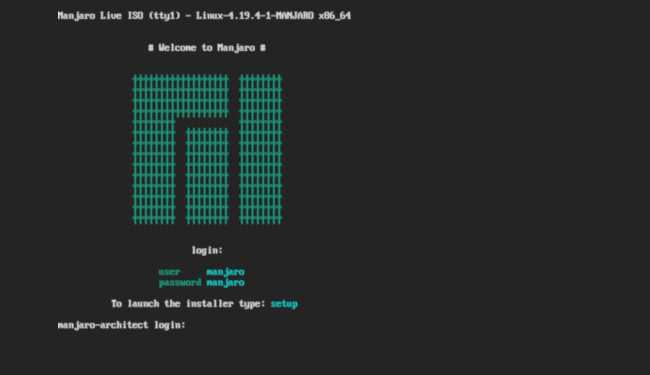 Manjaro Live ISO (tty1) - Linux-4.19.4-1-MANJARO x86_64
# Welcome to Manjaro #
login:
user manjaro
password manjaro
To launch the installer type: setup
manjaro-architect login: